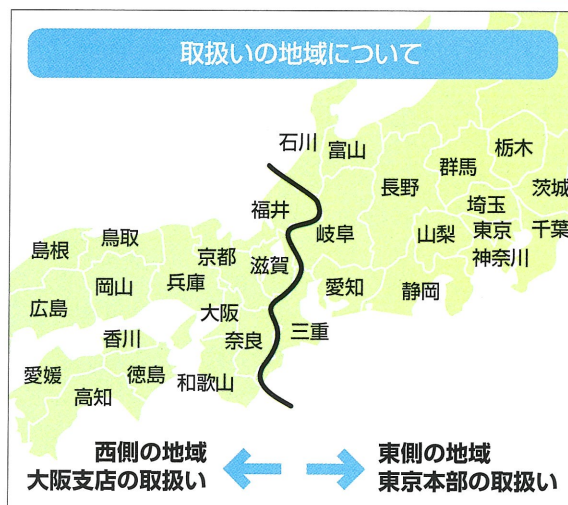 取扱いの地域について
石川
富山
栃木
群馬
長野
茨城
埼玉
福井
岐阜
山梨
東京
千葉
島根
鳥取
京都
滋賀
神奈川
岡山
兵庫
愛知
静岡
広島
大阪
香川
奈良
三重
愛媛
徳島
和歌山
高知
西側の地域
大阪支店の取扱い
東側の地域
東京本部の取扱い